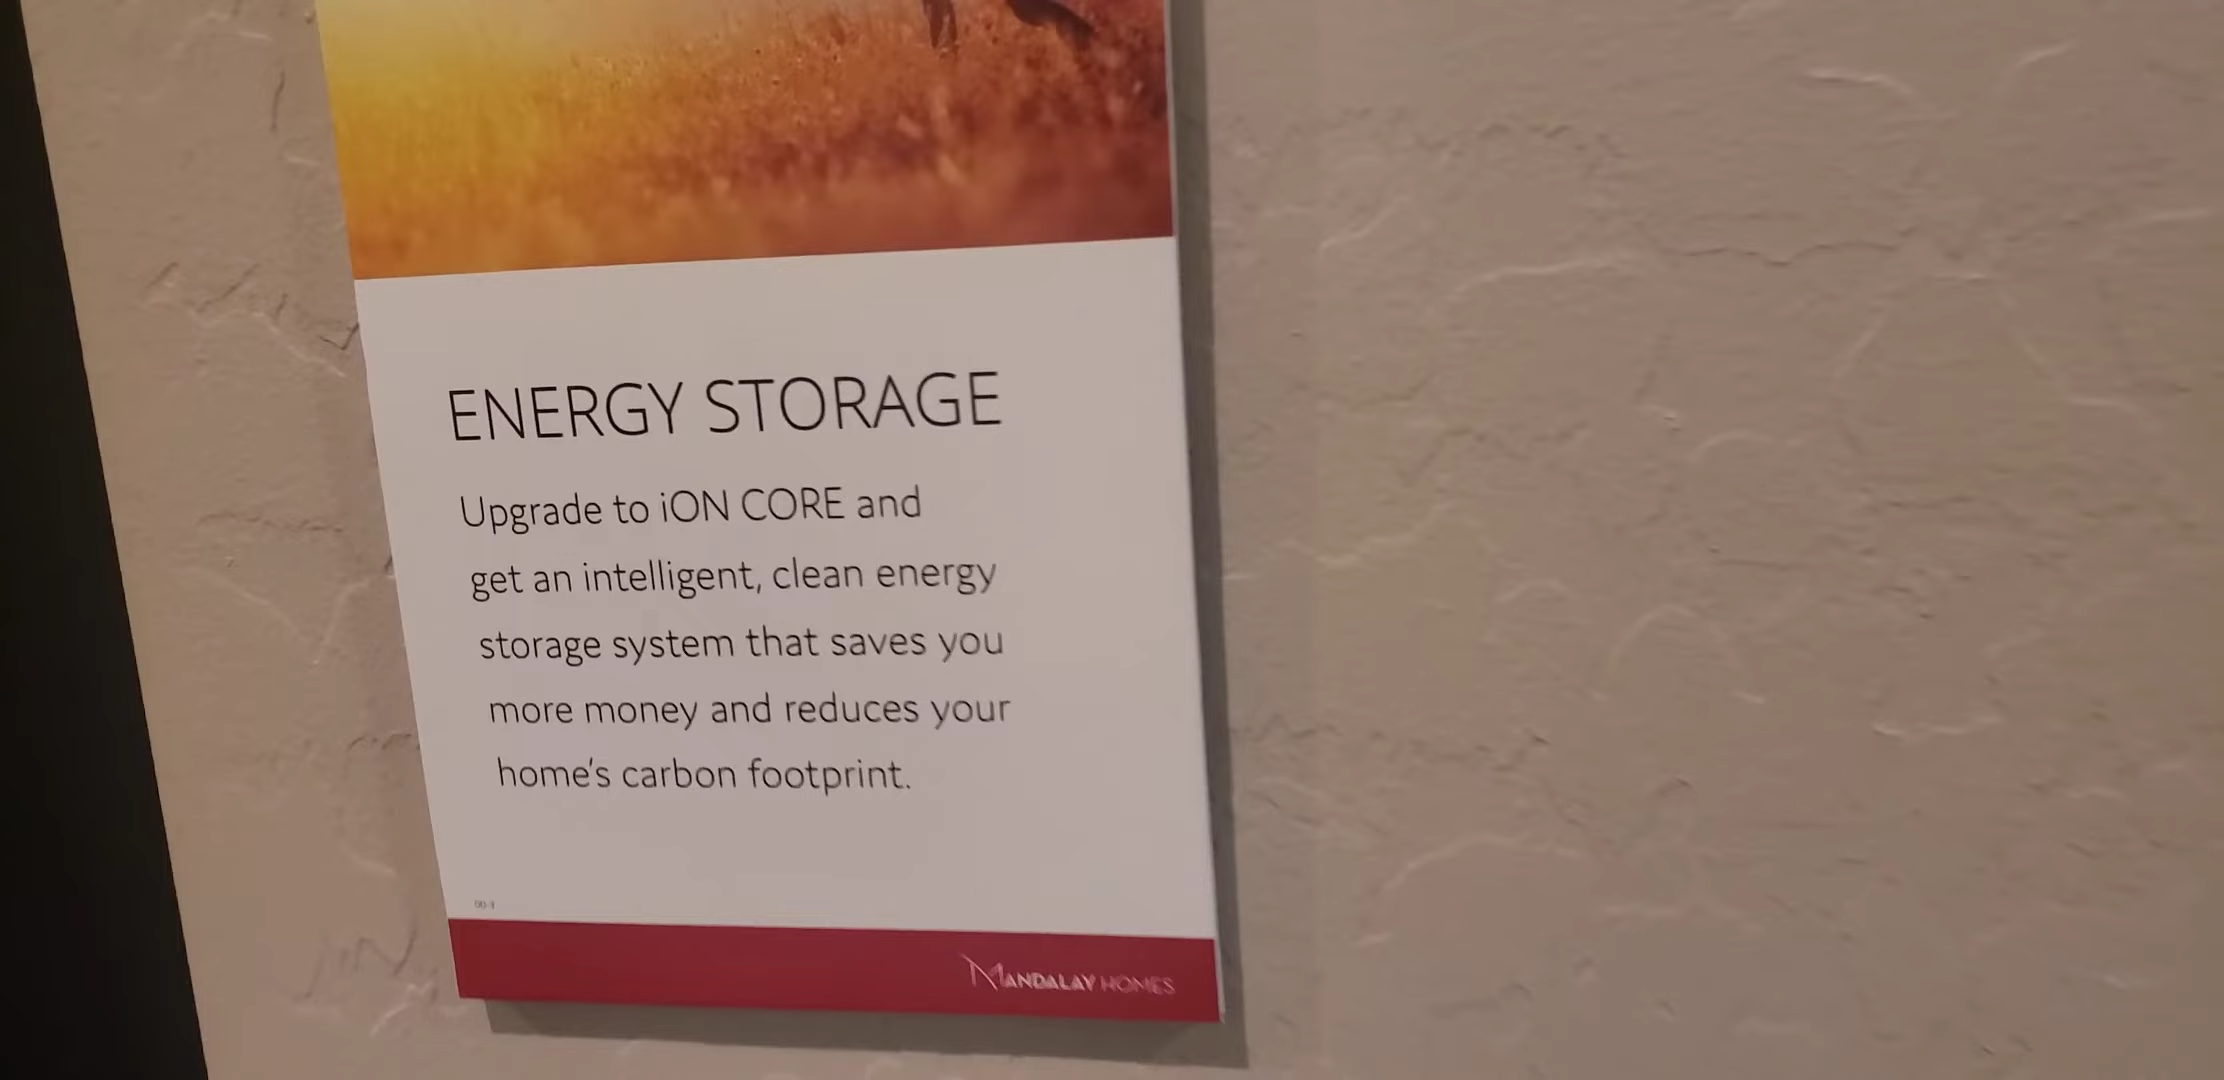 ENERGY STORAGE
Upgrade to iON CORE and
get an intelligent, clean energy
storage system that saves you
more money and reduces your
home's carbon footprint.
MANDALAY HOMES